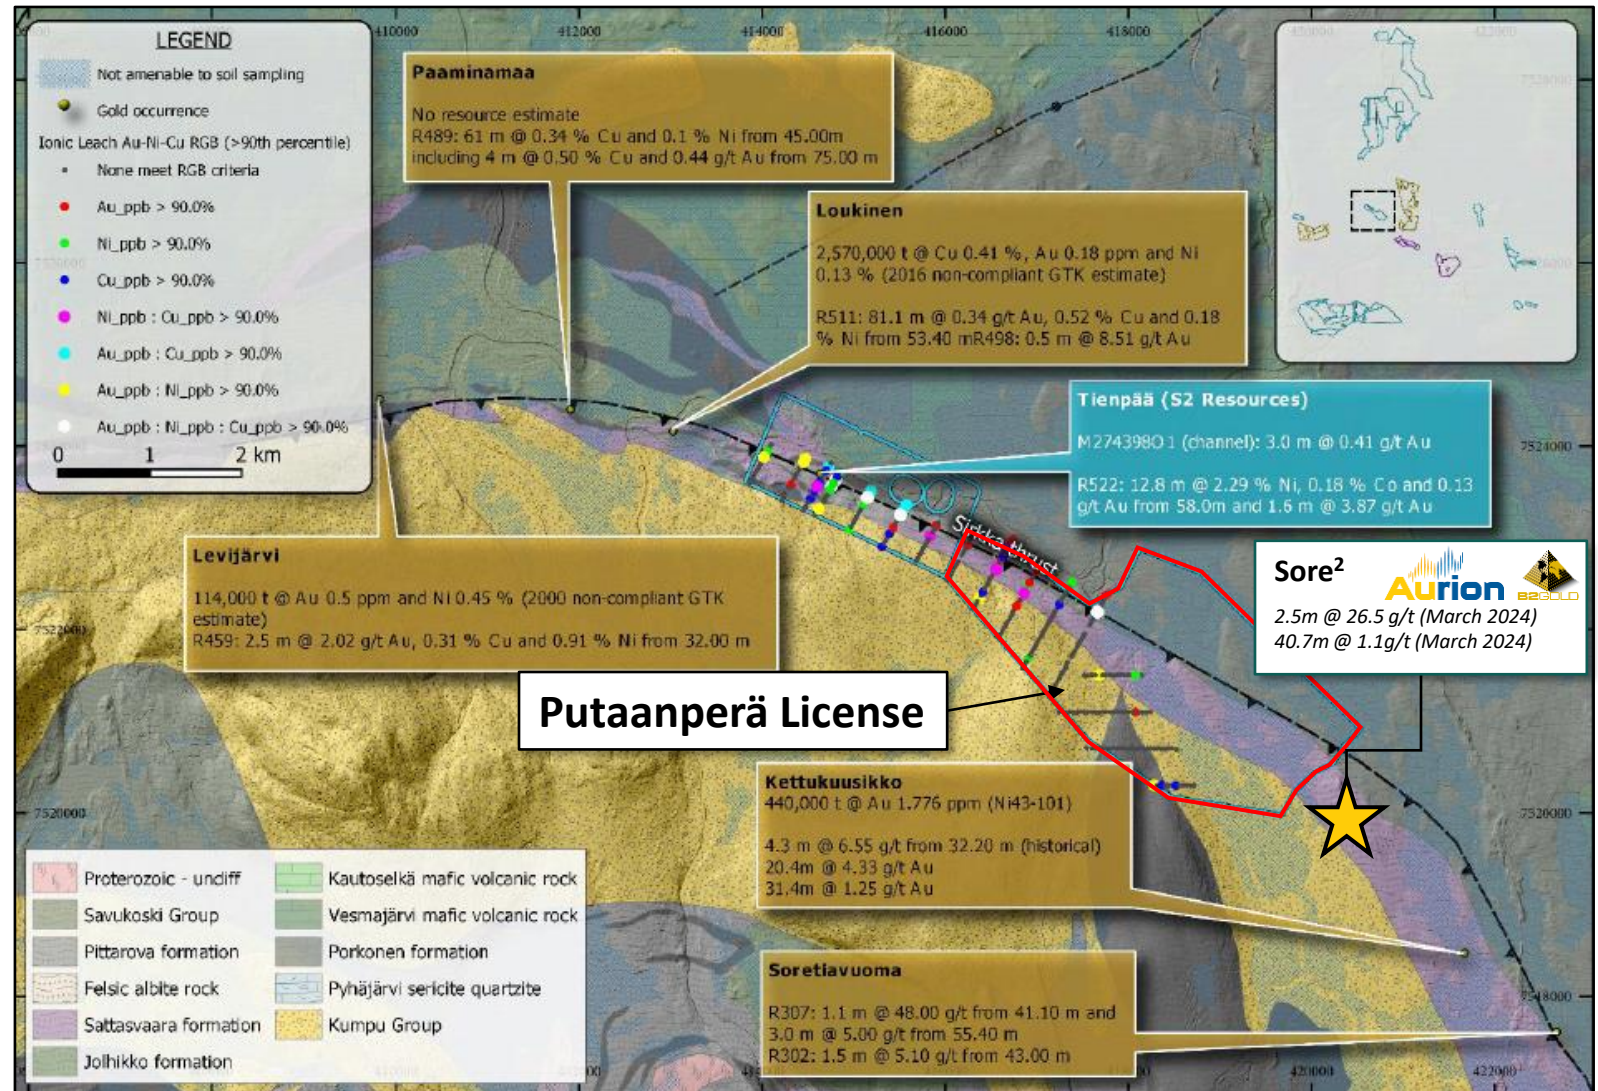 LEGEND
Not amenable to soil sampling
Gold occurrence
Ionic Leach Au-Ni-Cu RGB (>90th percentile)
None meet RGB criteria
Au_ppb > 90.0%
Ni_ppb > 90.0%
Cu_ppb > 90.0%
Ni_ppb : Cu_ppb > 90.0%
Au_ppb : Cu_ppb > 90.0%
Au_ppb : Ni_ppb > 90.0%
Au_ppb : Ni_ppb : Cu_ppb > 90.0%
0 1 2 km
410000 412000 414000 416000 418000
Paaminamaa
No resource estimate
R489: 61 m @ 0.34 % Cu and 0.1 % Ni from 45.00m
including 4 m @ 0.50 % Cu and 0.44 g/t Au from 75.00 m
Loukinen
2,570,000 t @ Cu 0.41 %, Au 0.18 ppm and Ni
0.13 % (2016 non-compliant GTK estimate)
R511: 81.1 m @ 0.34 g/t Au, 0.52 % Cu and 0.18
% Ni from 53.40 mR498: 0.5 m @ 8.51 g/t Au
Tienpää (S2 Resources)
M274398O1 (channel): 3.0 m @ 0.41 g/t Au
R522: 12.8 m @ 2.29 % Ni, 0.18 % Co and 0.13
g/t Au from 58.0m and 1.6 m @ 3.87 g/t Au
7524000
Sirkka thrust
Levijärvi
114,000 t @ Au 0.5 ppm and Ni 0.45 % (2000 non-compliant GTK
estimate)
R459: 2.5 m @ 2.02 g/t Au, 0.31 % Cu and 0.91 % Ni from 32.00 m
7522000
Sore²
Aurion
B2GOLD
2.5m @ 26.5 g/t (March 2024)
40.7m @ 1.1g/t (March 2024)
Putaanperä License
Kettukuusikko
440,000 t @ Au 1.776 ppm (Ni43-101)
4.3 m @ 6.55 g/t from 32.20 m (historical)
20.4m @ 4.33 g/t Au
31.4m @ 1.25 g/t Au
7520000
7520000
Soretiavuoma
R307: 1.1 m @ 48.00 g/t from 41.10 m and
3.0 m @ 5.00 g/t from 55.40 m
R302: 1.5 m @ 5.10 g/t from 43.00 m
7518000
Proterozoic - undiff
Savukoski Group
Pittarova formation
Felsic albite rock
Sattasvaara formation
Jolhikko formation
Kautoselkä mafic volcanic rock
Vesmajärvi mafic volcanic rock
Porkonen formation
Pyhäjärvi sericite quartzite
Kumpu Group
420000 422000